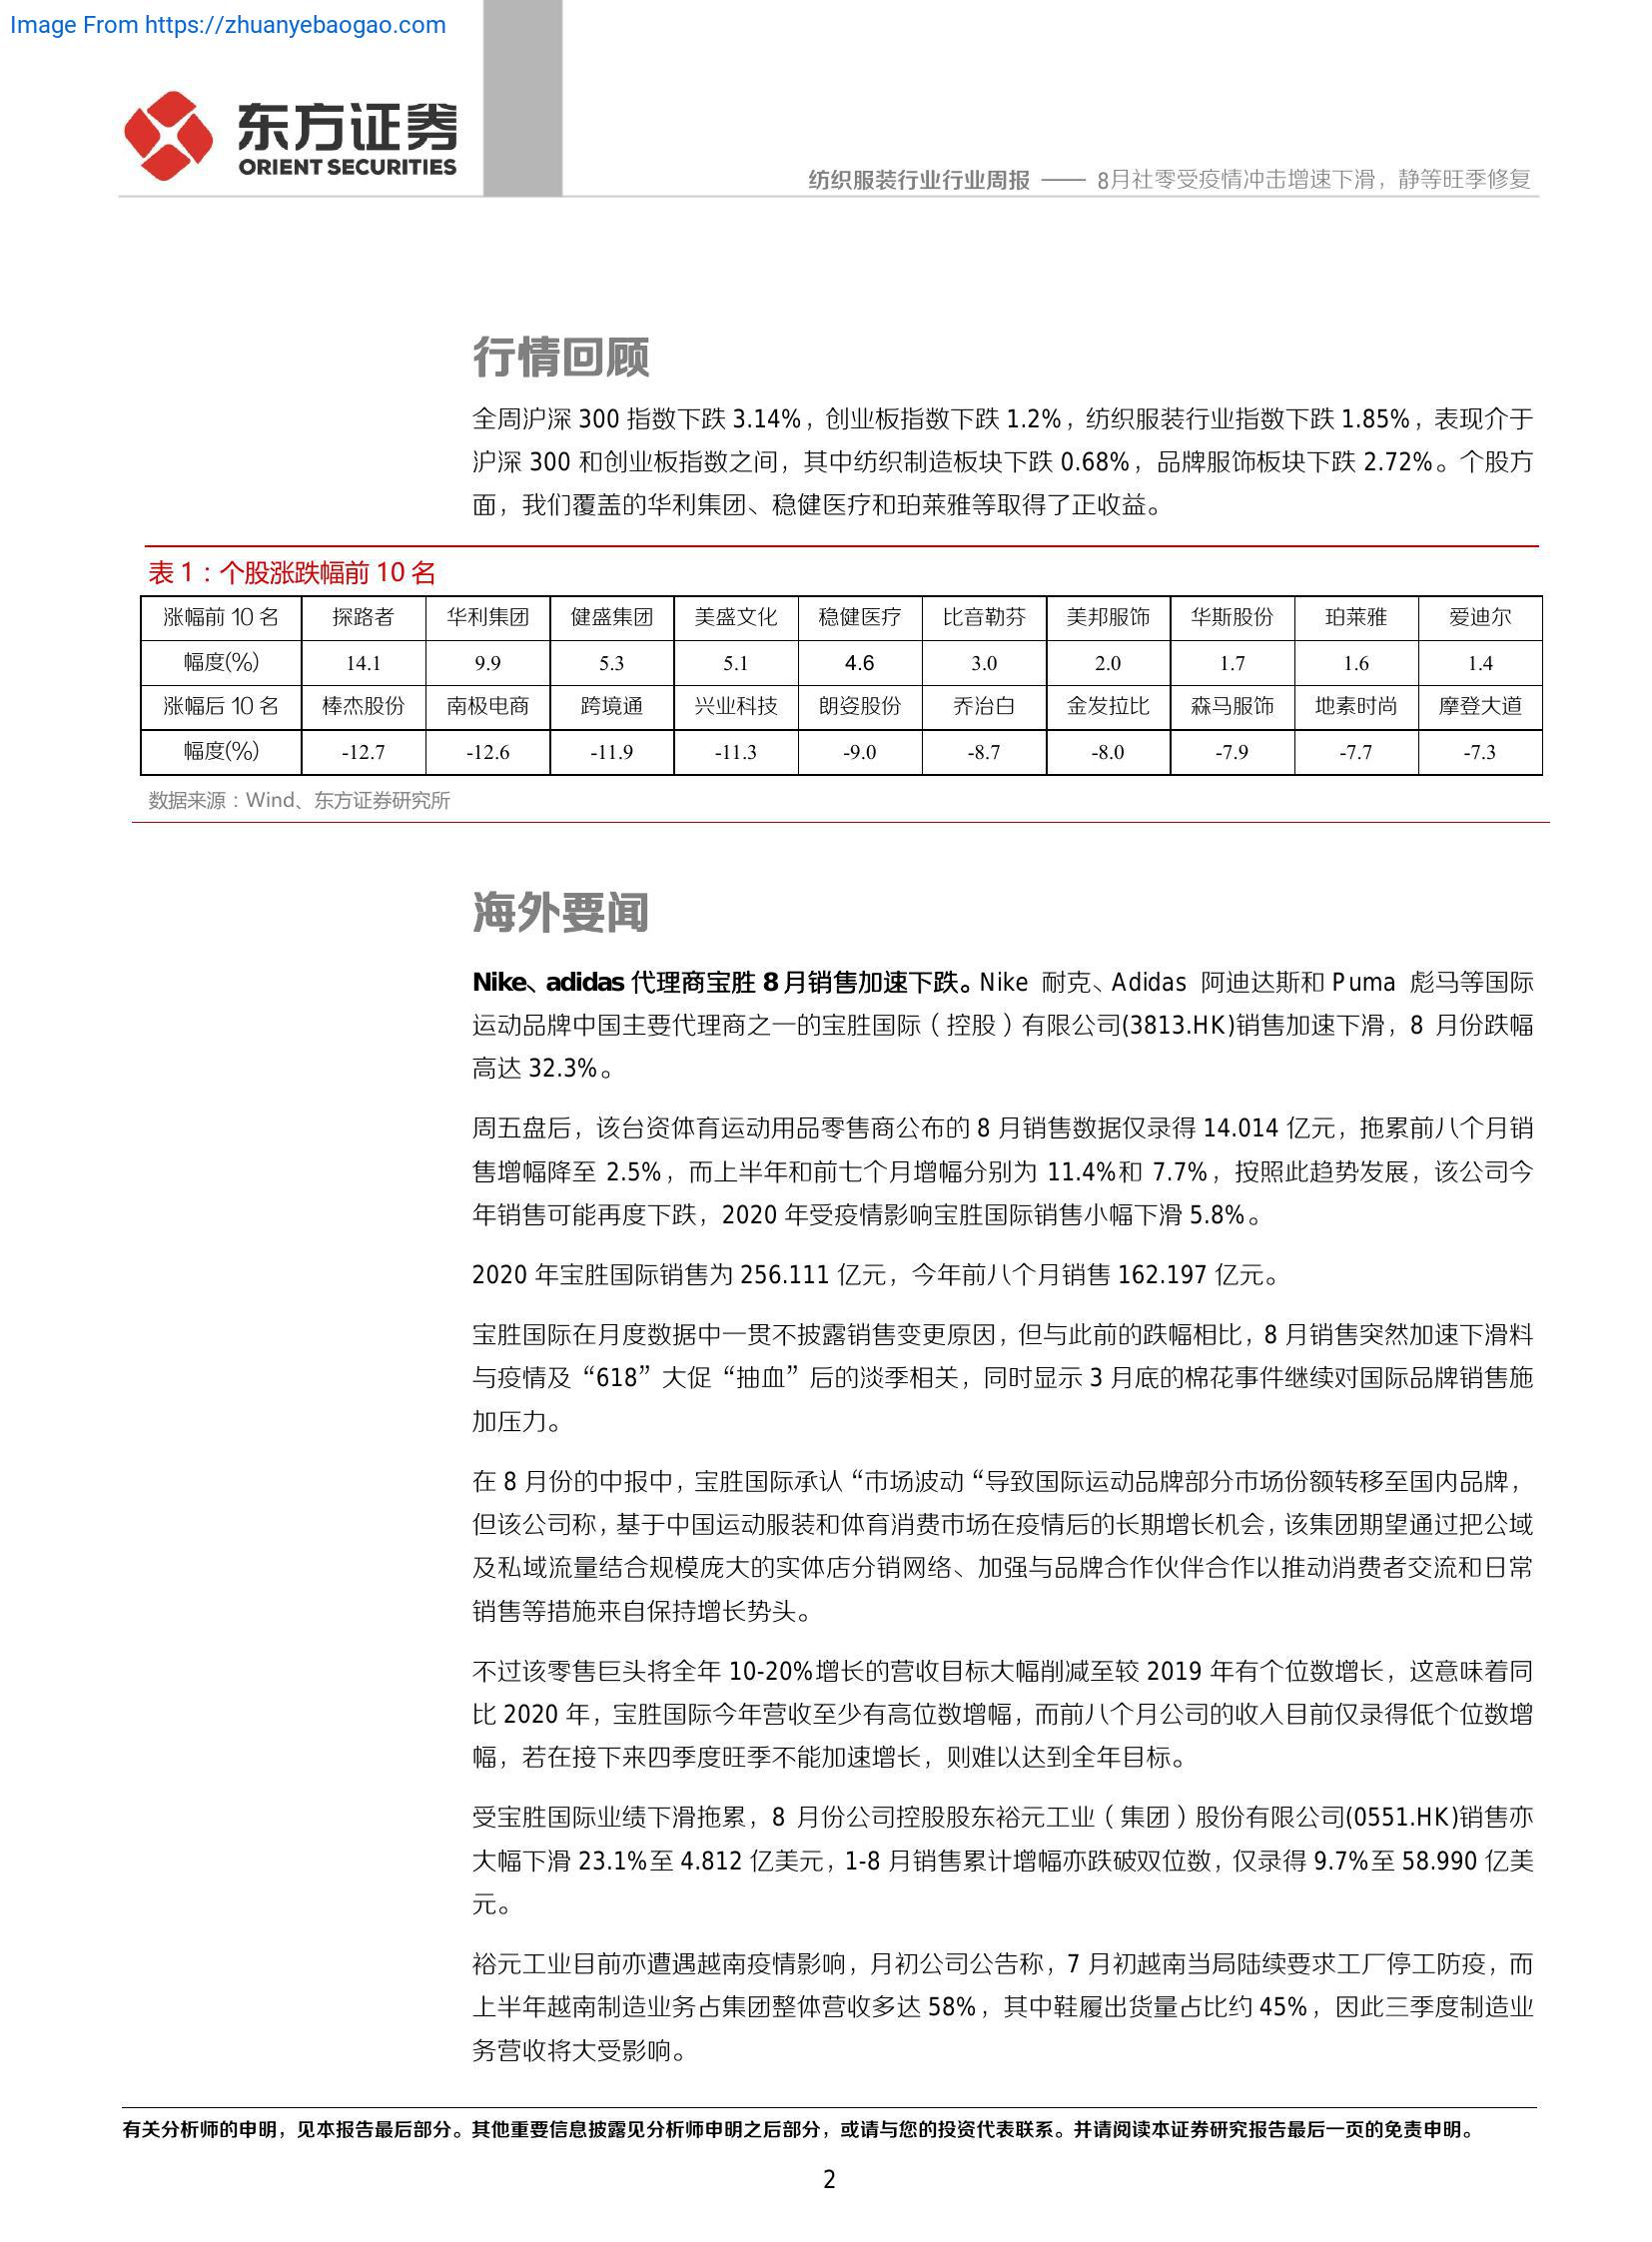 Image From https://zhuanyebaogao.com
东方证券
ORIENT SECURITIES
纺织服装行业行业周报 —— 8月社零受疫情冲击增速下滑，静等旺季修复
行情回顾
全周沪深 300 指数下跌 3.14%，创业板指数下跌 1.2%，纺织服装行业指数下跌 1.85%，表现介于
沪深 300 和创业板指数之间，其中纺织制造板块下跌 0.68%，品牌服饰板块下跌 2.72%。个股方
面，我们覆盖的华利集团、稳健医疗和珀莱雅等取得了正收益。
表 1：个股涨跌幅前 10 名
涨幅前 10 名 探路者 华利集团 健盛集团 美盛文化 稳健医疗 比音勒芬 美邦服饰 华斯股份 珀莱雅 爱迪尔
幅度(%) 14.1 9.9 5.3 5.1 4.6 3.0 2.0 1.7 1.6 1.4
涨幅后 10 名 棒杰股份 南极电商 跨境通 兴业科技 朗姿股份 乔治白 金发拉比 森马服饰 地素时尚 摩登大道
幅度(%) -12.7 -12.6 -11.9 -11.3 -9.0 -8.7 -8.0 -7.9 -7.7 -7.3
数据来源：Wind、东方证券研究所
海外要闻
Nike、adidas 代理商宝胜 8 月销售加速下跌。Nike 耐克、Adidas 阿迪达斯和 Puma 彪马等国际
运动品牌中国主要代理商之一的宝胜国际（控股）有限公司(3813.HK)销售加速下滑，8 月份跌幅
高达 32.3%。
周五盘后，该台资体育运动用品零售商公布的 8 月销售数据仅录得 14.014 亿元，拖累前八个月销
售增幅降至 2.5%，而上半年和前七个月增幅分别为 11.4%和 7.7%，按照此趋势发展，该公司今
年销售可能再度下跌，2020 年受疫情影响宝胜国际销售小幅下滑 5.8%。
2020 年宝胜国际销售为 256.111 亿元，今年前八个月销售 162.197 亿元。
宝胜国际在月度数据中一贯不披露销售变更原因，但与此前的跌幅相比，8 月销售突然加速下滑料
与疫情及“618”大促“抽血”后的淡季相关，同时显示 3 月底的棉花事件继续对国际品牌销售施
加压力。
在 8 月份的中报中，宝胜国际承认“市场波动“导致国际运动品牌部分市场份额转移至国内品牌，
但该公司称，基于中国运动服装和体育消费市场在疫情后的长期增长机会，该集团期望通过把公域
及私域流量结合规模庞大的实体店分销网络、加强与品牌合作伙伴合作以推动消费者交流和日常
销售等措施来自保持增长势头。
不过该零售巨头将全年 10-20%增长的营收目标大幅削减至较 2019 年有个位数增长，这意味着同
比 2020 年，宝胜国际今年营收至少有高位数增幅，而前八个月公司的收入目前仅录得低个位数增
幅，若在接下来四季度旺季不能加速增长，则难以达到全年目标。
受宝胜国际业绩下滑拖累，8 月份公司控股股东裕元工业（集团）股份有限公司(0551.HK)销售亦
大幅下滑 23.1%至 4.812 亿美元，1-8 月销售累计增幅亦跌破双位数，仅录得 9.7%至 58.990 亿美
元。
裕元工业目前亦遭遇越南疫情影响，月初公司公告称，7 月初越南当局陆续要求工厂停工防疫，而
上半年越南制造业务占集团整体营收多达 58%，其中鞋履出货量占比约 45%，因此三季度制造业
务营收将大受影响。
有关分析师的申明，见本报告最后部分。其他重要信息披露见分析师申明之后部分，或请与您的投资代表联系。并请阅读本证券研究报告最后一页的免责申明。
2